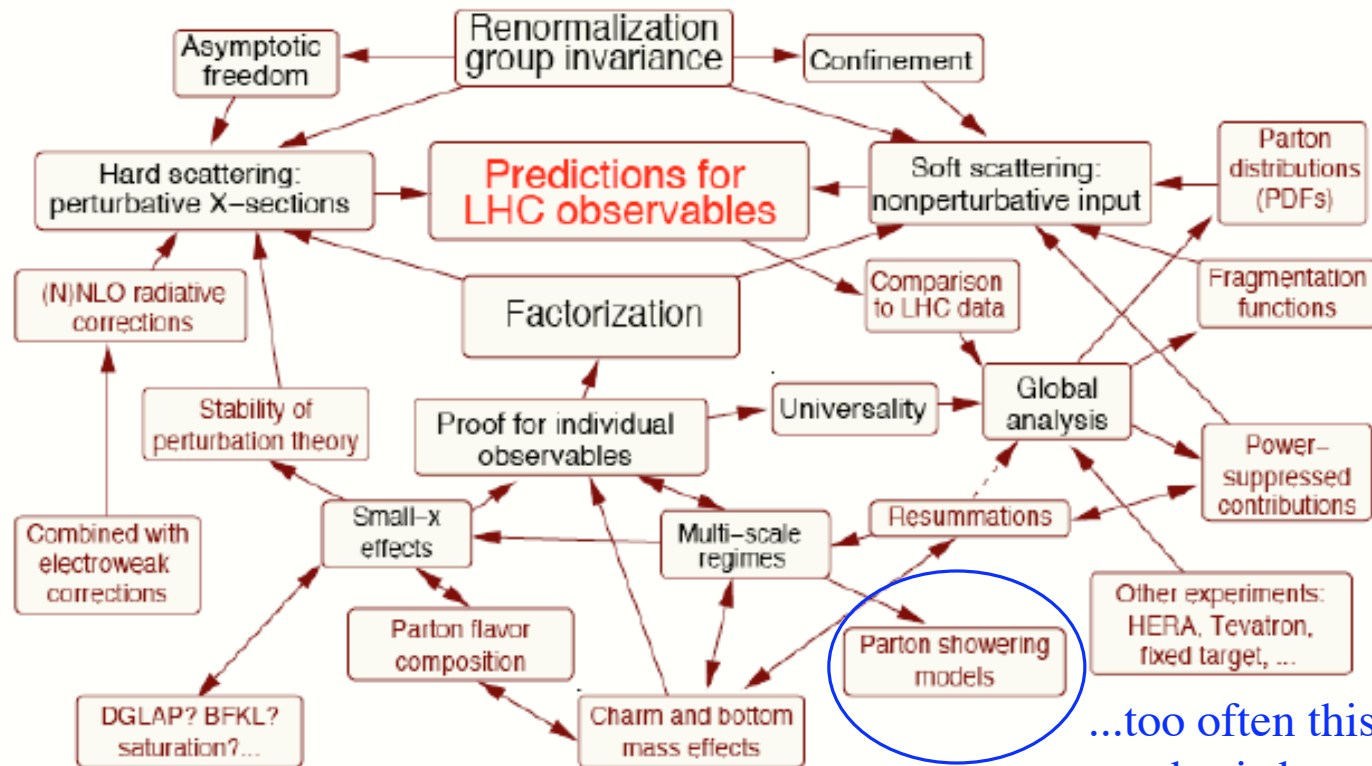 Renormalization
group invariance
Asymptotic
freedom
Confinement
Hard scattering:
perturbative X-sections
Predictions for
LHC observables
Soft scattering:
nonperturbative input
Parton
distributions
(PDFs)
(N)NLO radiative
corrections
Factorization
Comparison
to LHC data
Fragmentation
functions
Stability of
perturbation theory
Proof for individual
observables
Universality
Global
analysis
Power-
suppressed
contributions
Combined with
electroweak
corrections
Small-x
effects
Multi-scale
regimes
Resummations
Parton flavor
composition
Parton showering
models
Other experiments:
HERA, Tevatron,
fixed target, ...
DGLAP? BFKL?
saturation?...
Charm and bottom
mass effects
...too often this